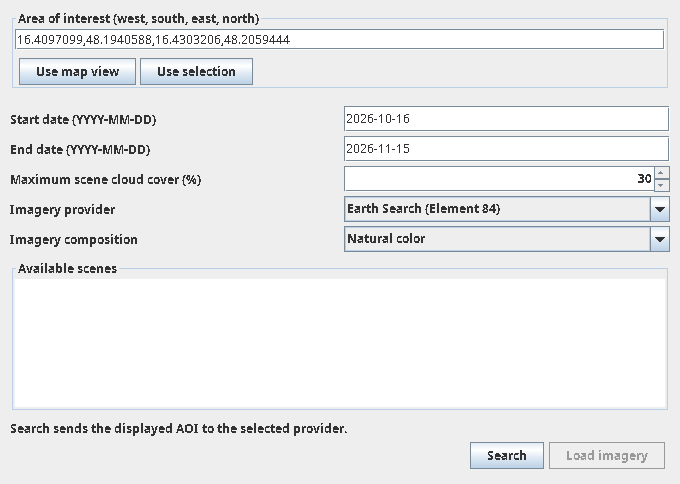 Area of interest (west, south, east, north)
16.4097099,48.1940588,16.4303206,48.2059444
Use map view Use selection
Start date (YYYY-MM-DD) 2026-10-16
End date (YYYY-MM-DD) 2026-11-15
Maximum scene cloud cover (%) 30
Imagery provider Earth Search (Element 84)
Imagery composition Natural color
Available scenes
Search sends the displayed AOI to the selected provider.
Search Load imagery